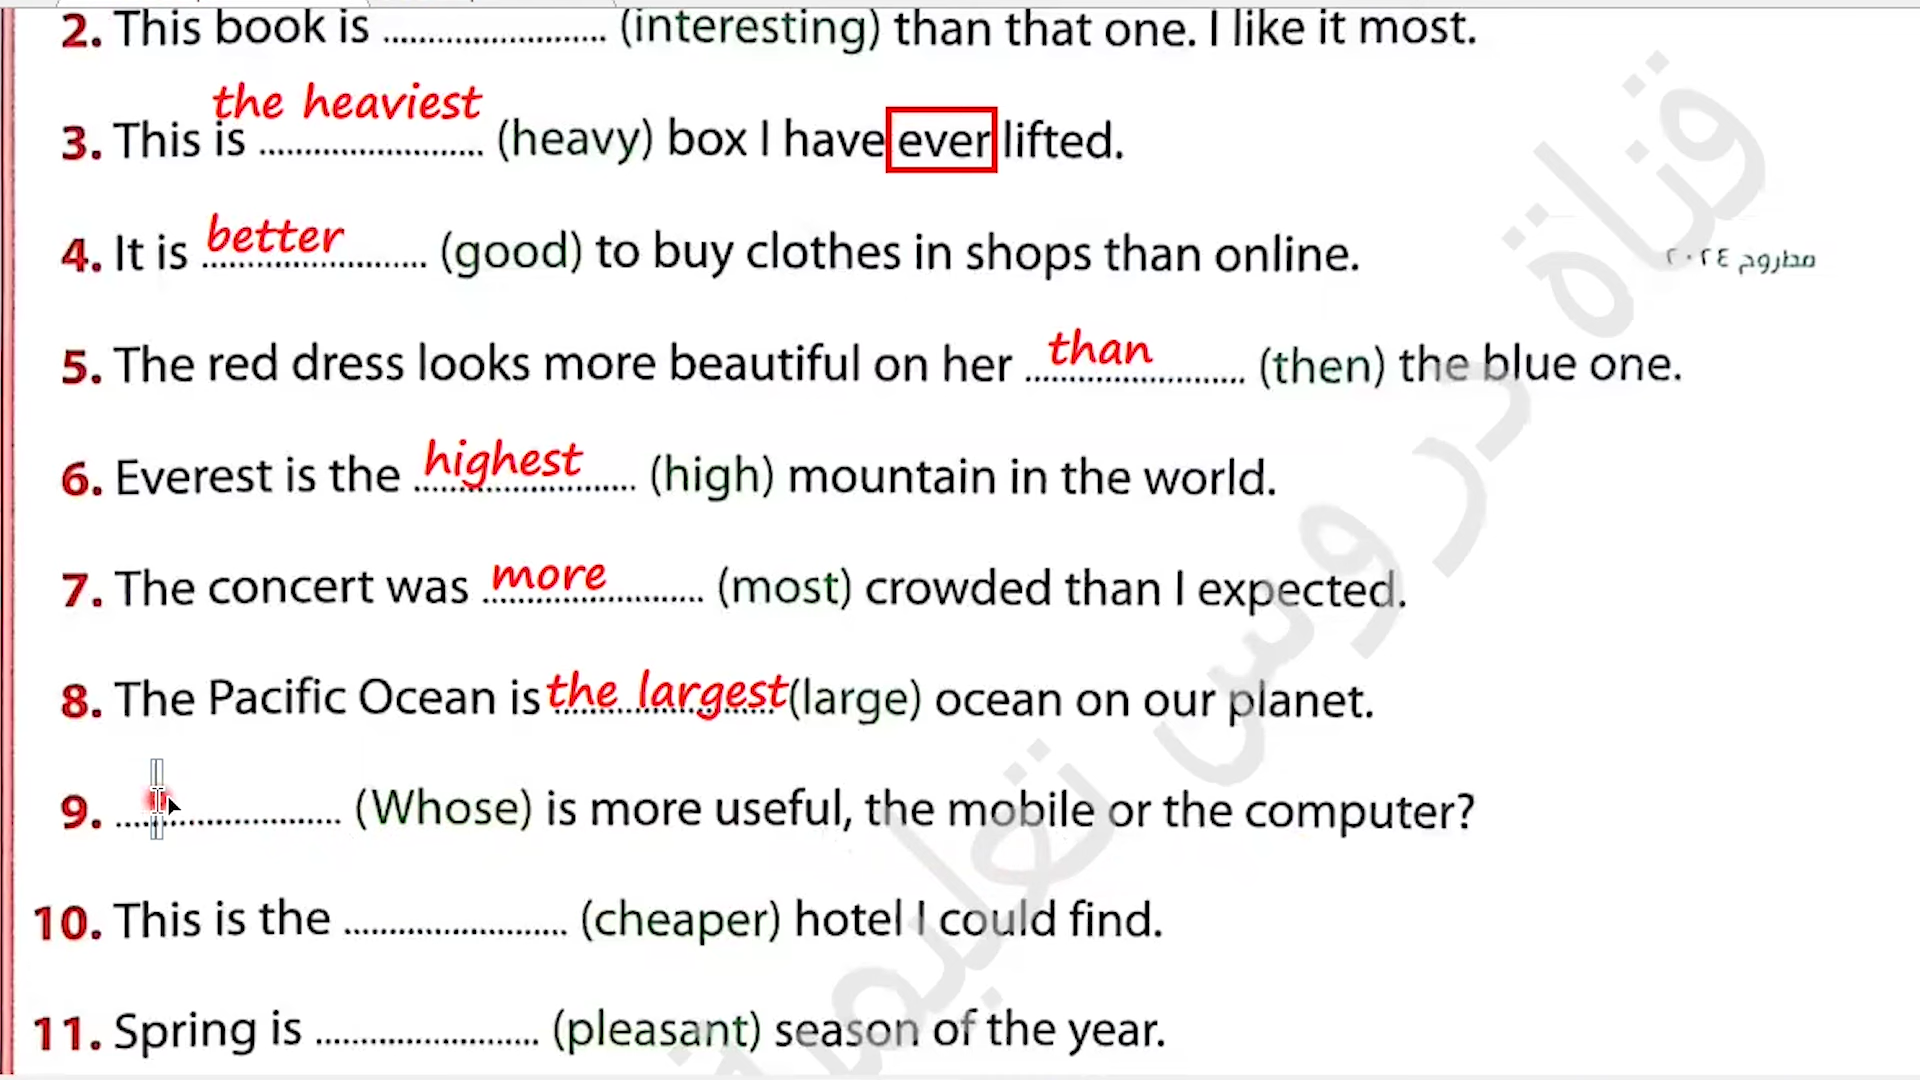 2. This book is ........................ (interesting) than that one. I like it most.
the heaviest
3. This is ........................ (heavy) box I have ever lifted.
4. It is better ........................ (good) to buy clothes in shops than online.
مطروح ٢٠٢٤
5. The red dress looks more beautiful on her than ........................ (then) the blue one.
6. Everest is the highest ........................ (high) mountain in the world.
7. The concert was more ........................ (most) crowded than I expected.
8. The Pacific Ocean is the largest ........................ (large) ocean on our planet.
9. ........................ (Whose) is more useful, the mobile or the computer?
10. This is the ........................ (cheaper) hotel I could find.
11. Spring is ........................ (pleasant) season of the year.
قناة دروس تعليمية